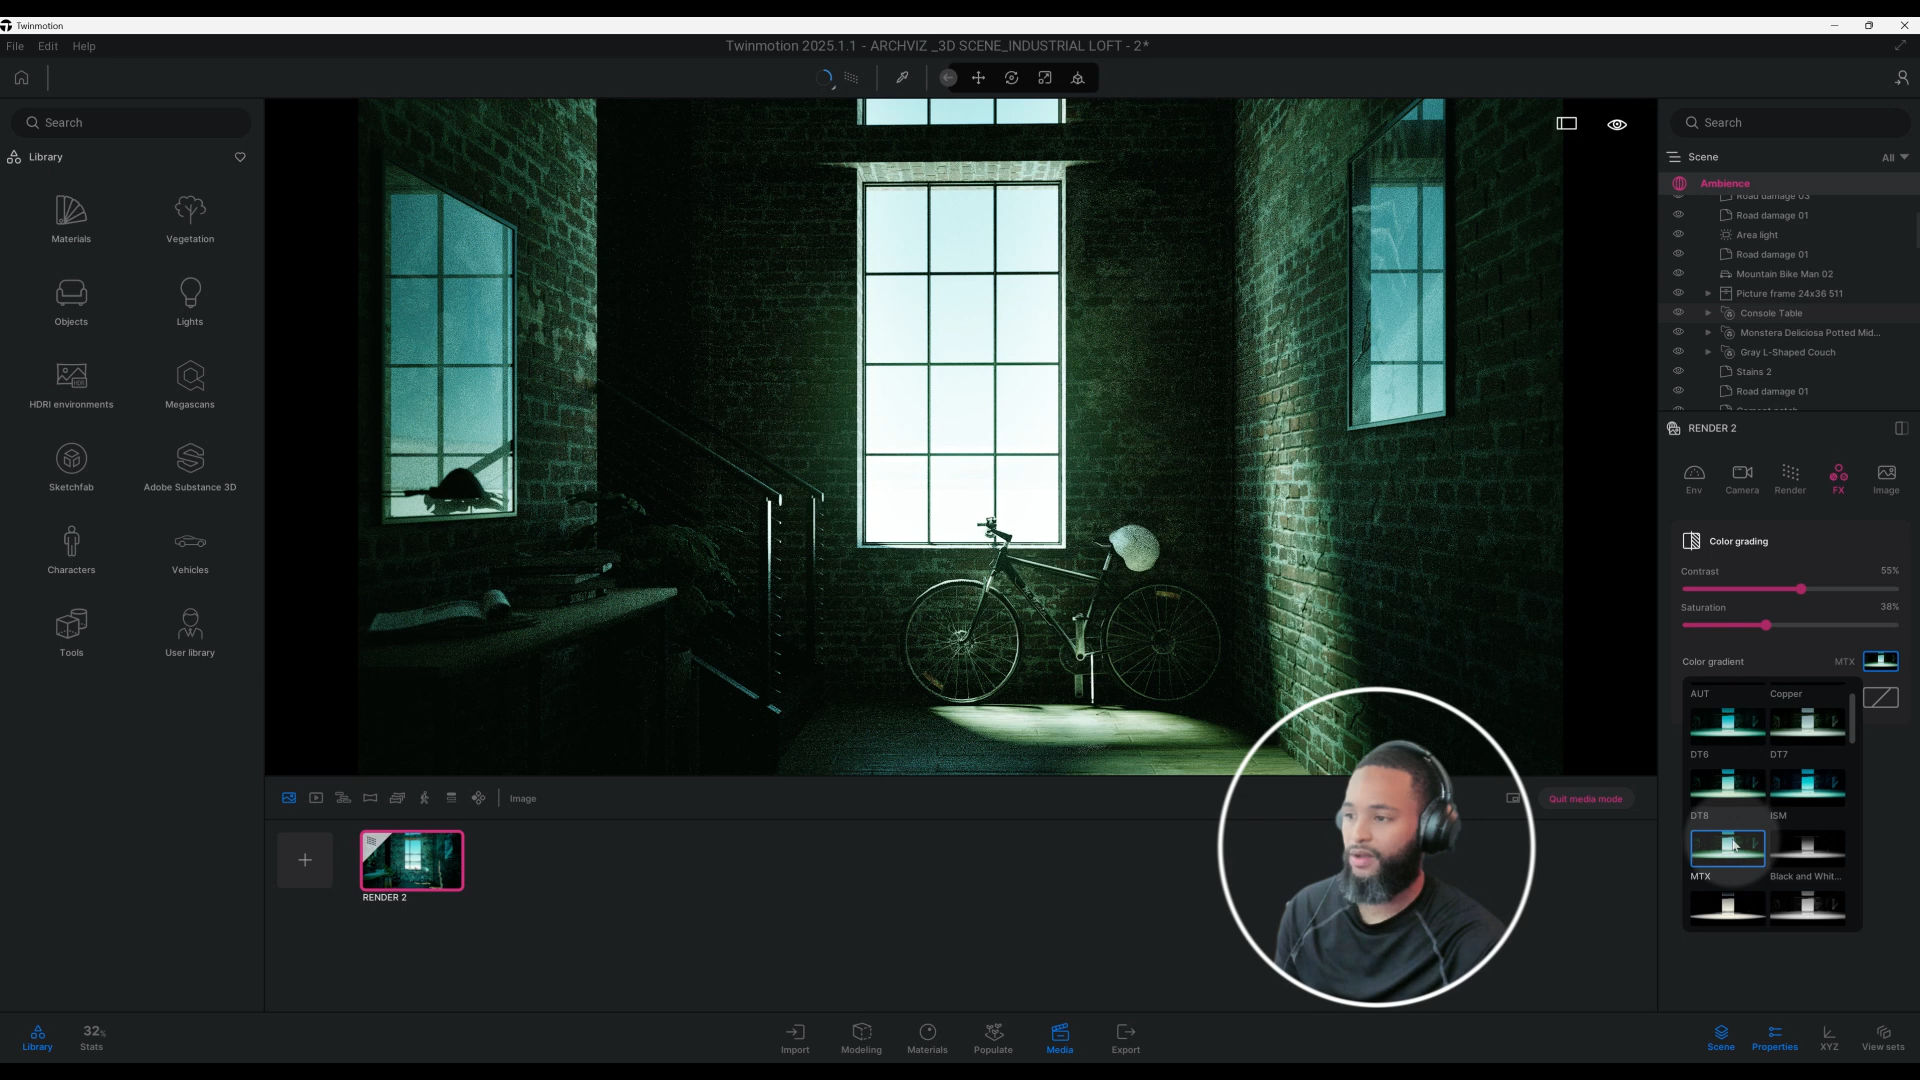 Twinmotion
File Edit Help
Twinmotion 2025.1.1 - ARCHVIZ _3D SCENE_INDUSTRIAL LOFT - 2*
Search
Library
Materials
Vegetation
Objects
Lights
HDRI environments
Megascans
Sketchfab
Adobe Substance 3D
Characters
Vehicles
Tools
User library
Search
Scene
All
Ambience
Road damage 03
Road damage 01
Area light
Road damage 01
Mountain Bike Man 02
Picture frame 24x36 511
Console Table
Monstera Deliciosa Potted Mid...
Gray L-Shaped Couch
Stains 2
Road damage 01
RENDER 2
Env
Camera
Render
FX
Image
Color grading
Contrast 55%
Saturation 38%
Color gradient MTX
AUT Copper
DT6 DT7
DT8 ISM
MTX Black and Whit...
Image
Quit media mode
RENDER 2
Library
32%
Stats
Import
Modeling
Materials
Populate
Media
Export
Scene
Properties
XYZ
View sets